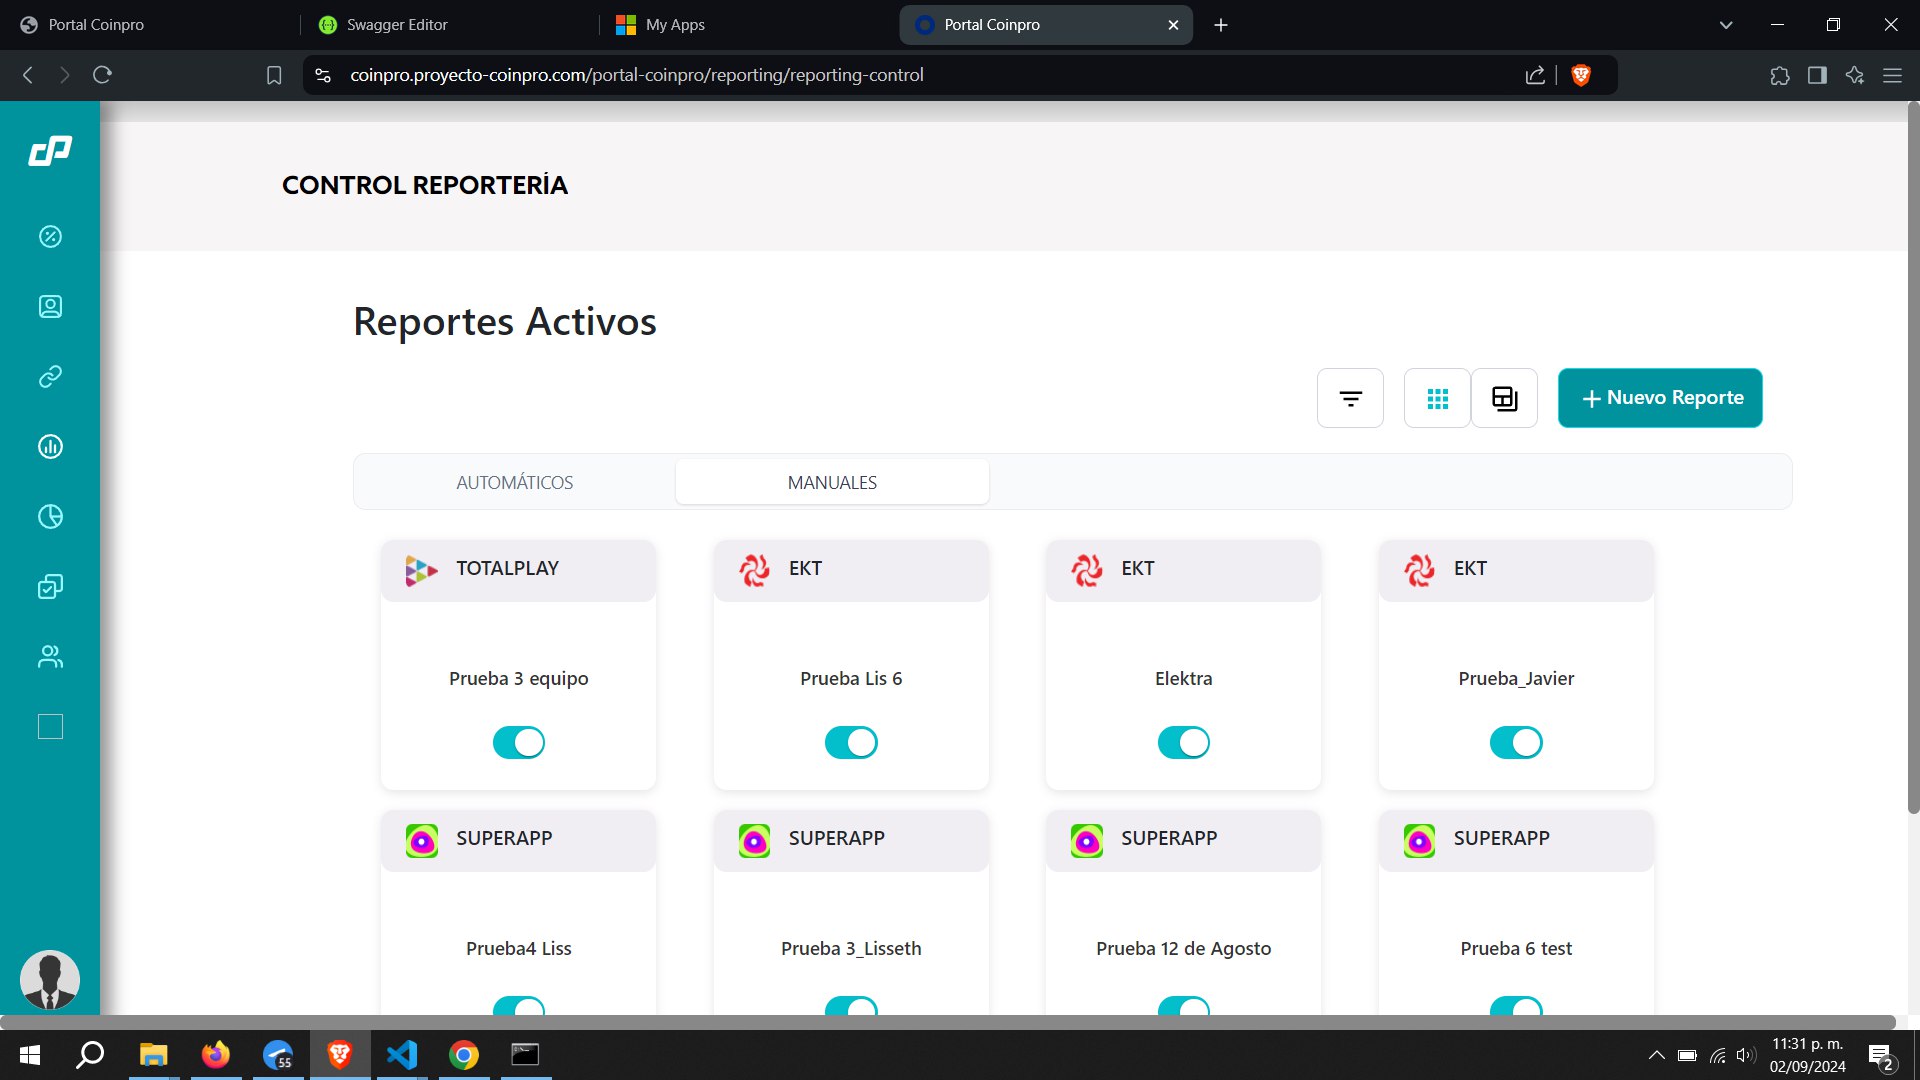 Portal Coinpro
Swagger Editor
My Apps
Portal Coinpro
coinpro.proyecto-coinpro.com/portal-coinpro/reporting/reporting-control
CONTROL REPORTERÍA
Reportes Activos
Nuevo Reporte
AUTOMÁTICOS
MANUALES
TOTALPLAY
EKT
EKT
EKT
Prueba 3 equipo
Prueba Lis 6
Elektra
Prueba_Javier
SUPERAPP
SUPERAPP
SUPERAPP
SUPERAPP
Prueba4 Liss
Prueba 3_Lisseth
Prueba 12 de Agosto
Prueba 6 test
55
11:31 p. m.
02/09/2024
2